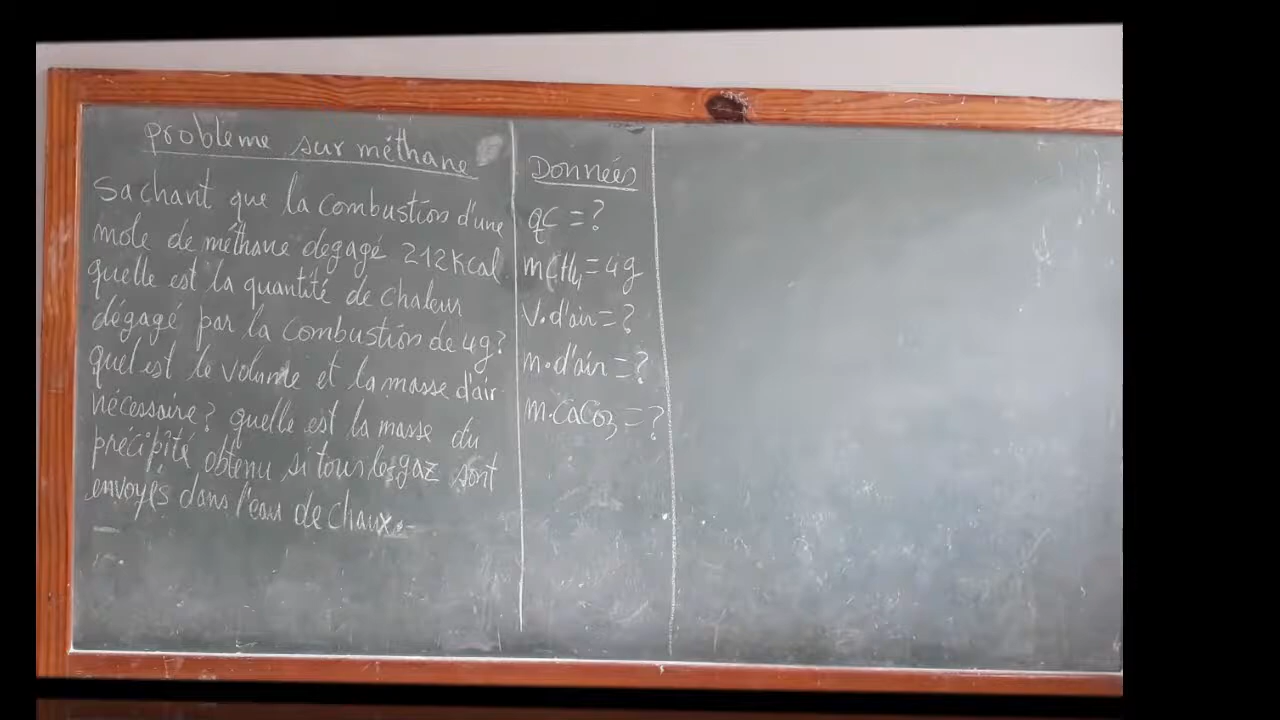 problème sur méthane
Sachant que la combustion d'une
mole de méthane dégagé 212Kcal
quelle est la quantité de chaleur
dégagé par la combustion de 4g?
quel est le volume et la masse d'air
nécessaire? quelle est la masse du
précipité obtenu si tous les gaz sont
envoyés dans l'eau de chaux.
Données
qc = ?
mCH4 = 4g
V.d'air = ?
m.d'air = ?
m.CaCo3 = ?